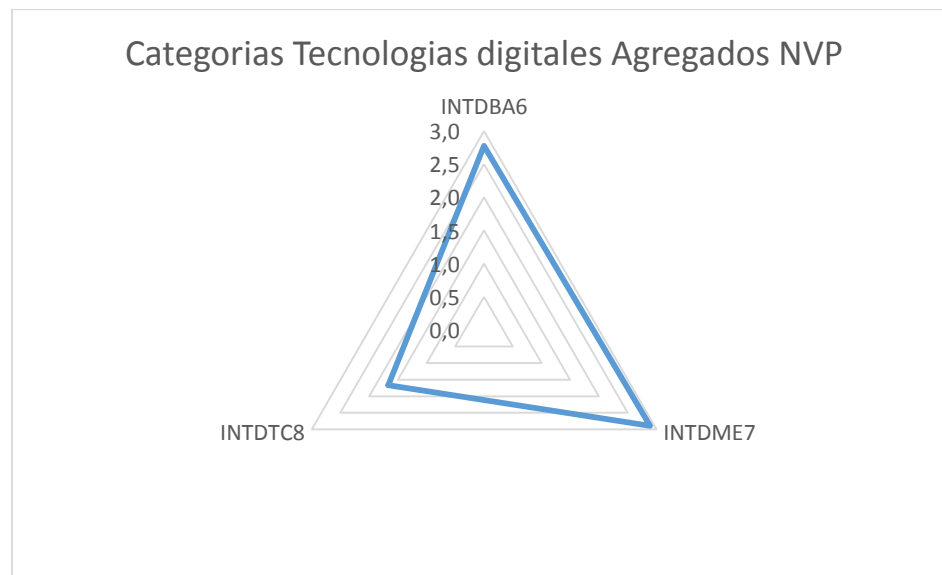 Categorias Tecnologias digitales Agregados NVP
INTDBA6
3,0
2,5
2,0
1,5
1,0
0,5
0,0
INTDTC8
INTDME7